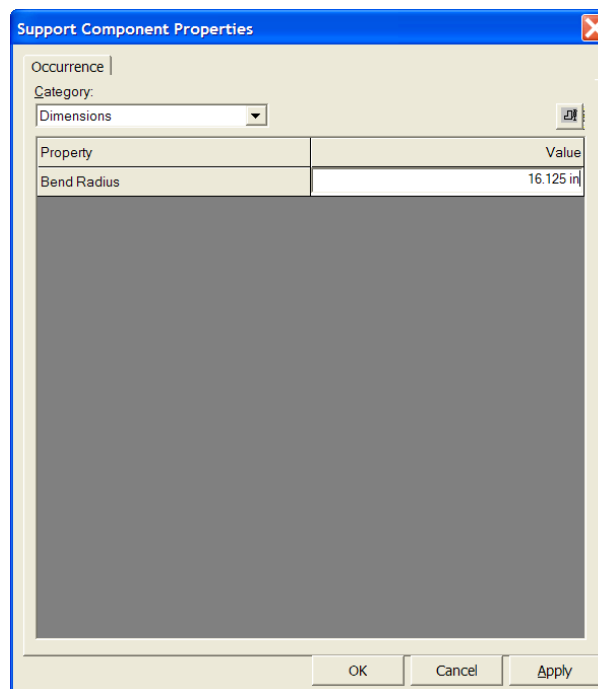 Support Component Properties
Occurrence
Category:
Dimensions
Property Value
Bend Radius 16.125 in
OK Cancel Apply